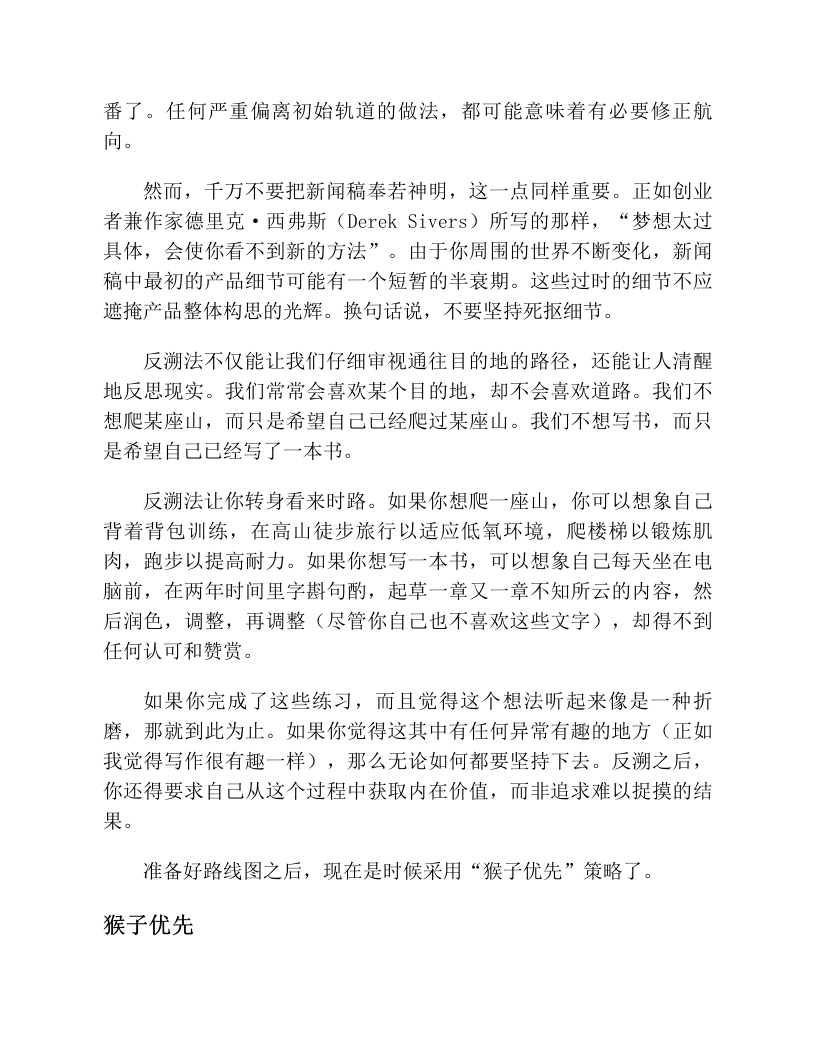 番了。任何严重偏离初始轨道的做法，都可能意味着有必要修正航
向。
然而，千万不要把新闻稿奉若神明，这一点同样重要。正如创业
者兼作家德里克·西弗斯（Derek Sivers）所写的那样，“梦想太过
具体，会使你看不到新的方法”。由于你周围的世界不断变化，新闻
稿中最初的产品细节可能有一个短暂的半衰期。这些过时的细节不应
遮掩产品整体构思的光辉。换句话说，不要坚持死抠细节。
反溯法不仅能让我们仔细审视通往目的地的路径，还能让人清醒
地反思现实。我们常常会喜欢某个目的地，却不会喜欢道路。我们不
想爬某座山，而只是希望自己已经爬过某座山。我们不想写书，而只
是希望自己已经写了一本书。
反溯法让你转身看来时路。如果你想爬一座山，你可以想象自己
背着背包训练，在高山徒步旅行以适应低氧环境，爬楼梯以锻炼肌
肉，跑步以提高耐力。如果你想写一本书，可以想象自己每天坐在电
脑前，在两年时间里字斟句酌，起草一章又一章不知所云的内容，然
后润色，调整，再调整（尽管你自己也不喜欢这些文字），却得不到
任何认可和赞赏。
如果你完成了这些练习，而且觉得这个想法听起来像是一种折
磨，那就到此为止。如果你觉得这其中有任何异常有趣的地方（正如
我觉得写作很有趣一样），那么无论如何都要坚持下去。反溯之后，
你还得要求自己从这个过程中获取内在价值，而非追求难以捉摸的结
果。
准备好路线图之后，现在是时候采用“猴子优先”策略了。
猴子优先